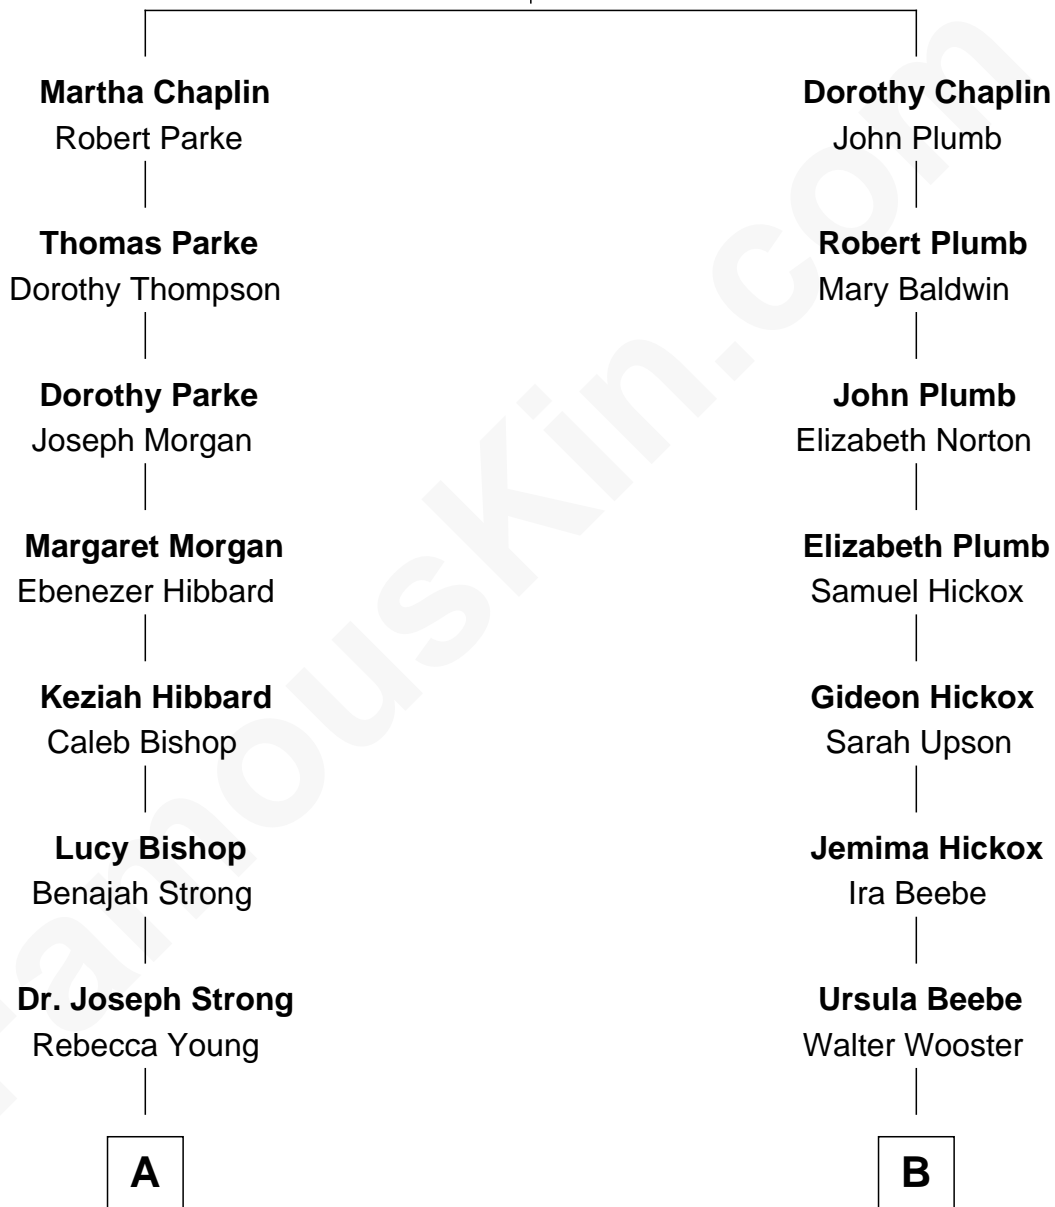 Martha Chaplin
Robert Parke
Thomas Parke
Dorothy Thompson
Dorothy Parke
Joseph Morgan
Margaret Morgan
Ebenezer Hibbard
Keziah Hibbard
Caleb Bishop
Lucy Bishop
Benajah Strong
Dr. Joseph Strong
Rebecca Young
A
Dorothy Chaplin
John Plumb
Robert Plumb
Mary Baldwin
John Plumb
Elizabeth Norton
Elizabeth Plumb
Samuel Hickox
Gideon Hickox
Sarah Upson
Jemima Hickox
Ira Beebe
Ursula Beebe
Walter Wooster
B
FamousKin.com